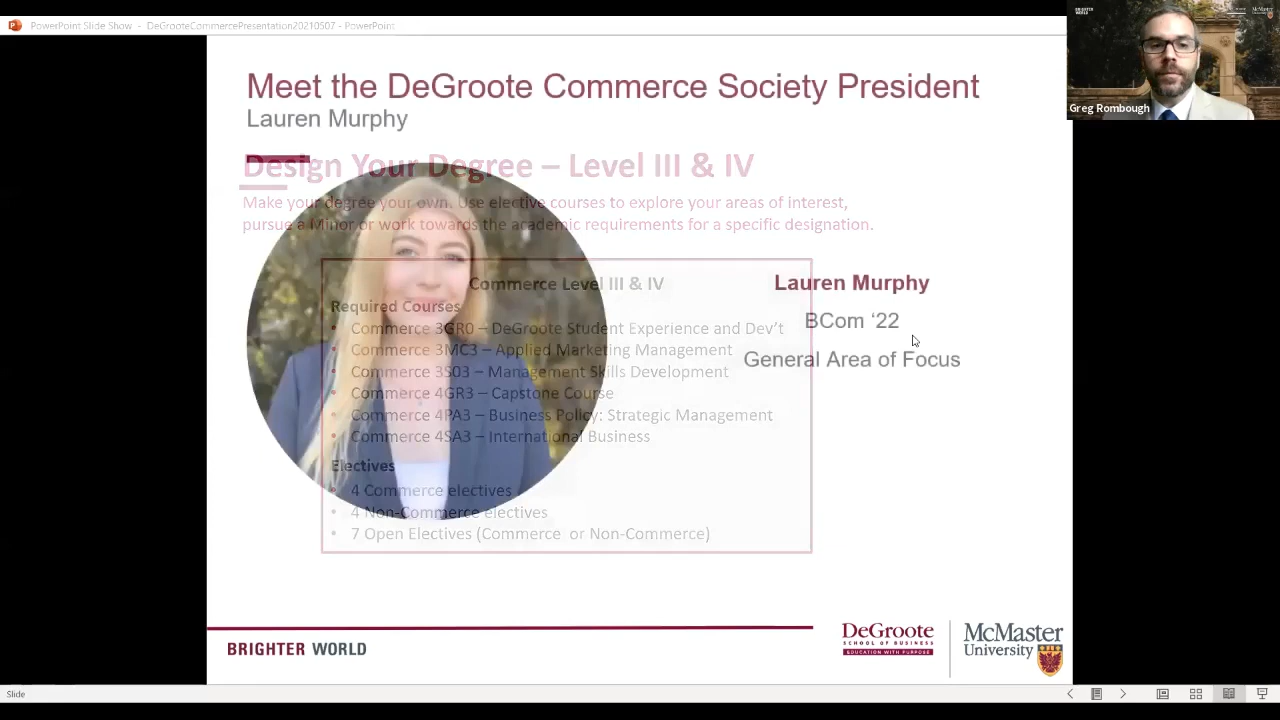 PowerPoint Slide Show - DeGrooteCommercePresentation20210507 - PowerPoint
BRIGHTER WORLD
McMaster
Greg Rombough
Meet the DeGroote Commerce Society President
Lauren Murphy
Design Your Degree – Level III & IV
Make your degree your own. Use elective courses to explore your areas of interest,
pursue a Minor or work towards the academic requirements for a specific designation.
Commerce Level III & IV
Required Courses
• Commerce 3GR0 – DeGroote Student Experience and Dev't
• Commerce 3MC3 – Applied Marketing Management
• Commerce 3S03 – Management Skills Development
• Commerce 4GR3 – Capstone Course
• Commerce 4PA3 – Business Policy: Strategic Management
• Commerce 4SA3 – International Business
Electives
• 4 Commerce electives
• 4 Non-Commerce electives
• 7 Open Electives (Commerce or Non-Commerce)
Lauren Murphy
BCom ‘22
General Area of Focus
BRIGHTER WORLD
DeGroote
SCHOOL OF BUSINESS
EDUCATION WITH PURPOSE
McMaster
University
Slide